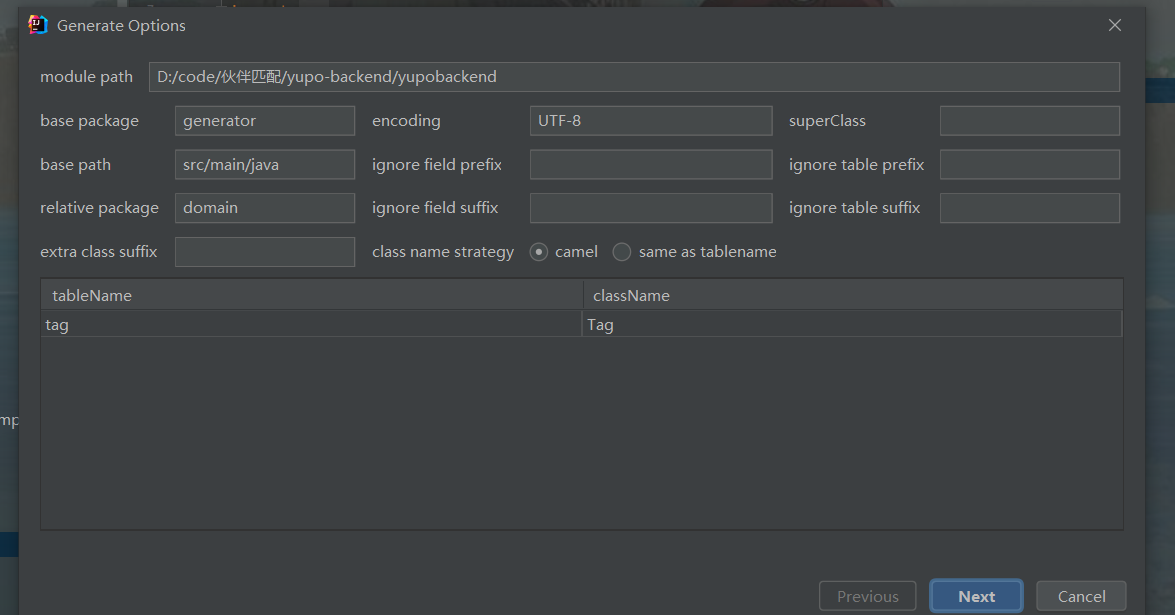 Generate Options
module path D:/code/伙伴匹配/yupo-backend/yupobackend
base package generator encoding UTF-8 superClass
base path src/main/java ignore field prefix ignore table prefix
relative package domain ignore field suffix ignore table suffix
extra class suffix class name strategy camel same as tablename
tableName className
tag Tag
mp
Previous Next Cancel